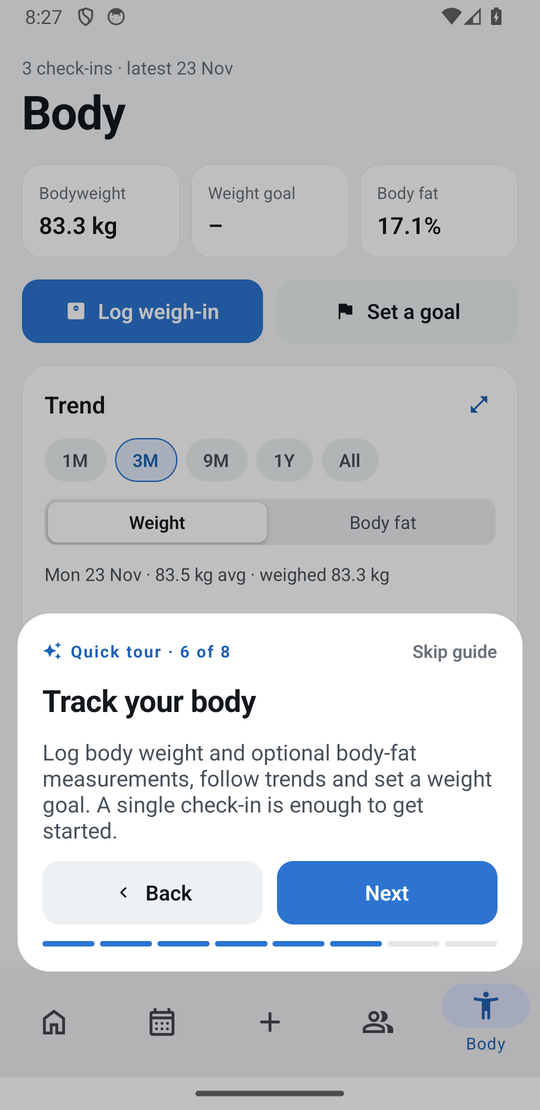 8:27
3 check-ins · latest 23 Nov
Body
Bodyweight
83.3 kg
Weight goal
–
Body fat
17.1%
Log weigh-in
Set a goal
Trend
1M
3M
9M
1Y
All
Weight
Body fat
Mon 23 Nov · 83.5 kg avg · weighed 83.3 kg
Quick tour · 6 of 8
Skip guide
Track your body
Log body weight and optional body-fat
measurements, follow trends and set a weight
goal. A single check-in is enough to get
started.
Back
Next
Body